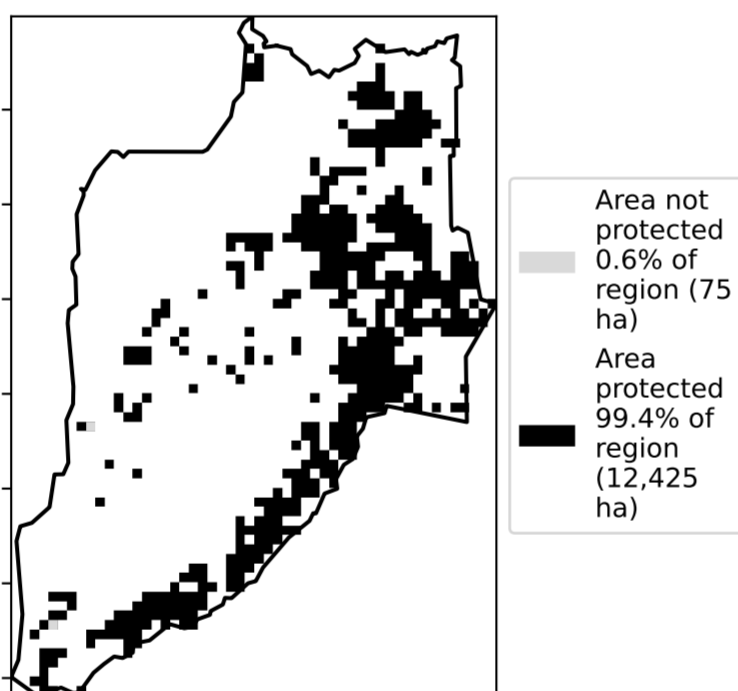 Area not
protected
0.6% of
region (75
ha)
Area
protected
99.4% of
region
(12,425
ha)